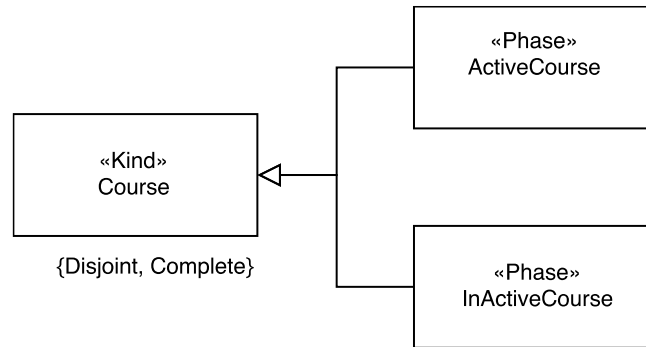 «Phase»
ActiveCourse
«Kind»
Course
{Disjoint, Complete}
«Phase»
InActiveCourse